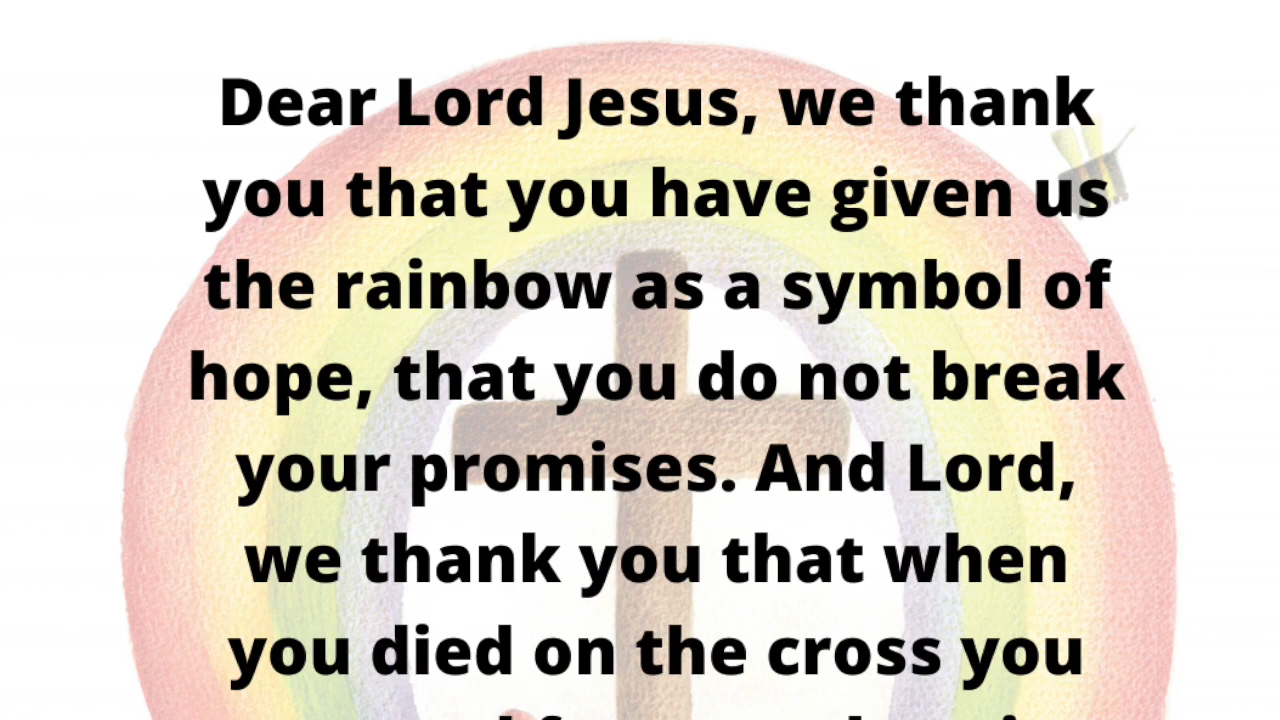 Dear Lord Jesus, we thank
you that you have given us
the rainbow as a symbol of
hope, that you do not break
your promises. And Lord,
we thank you that when
you died on the cross you